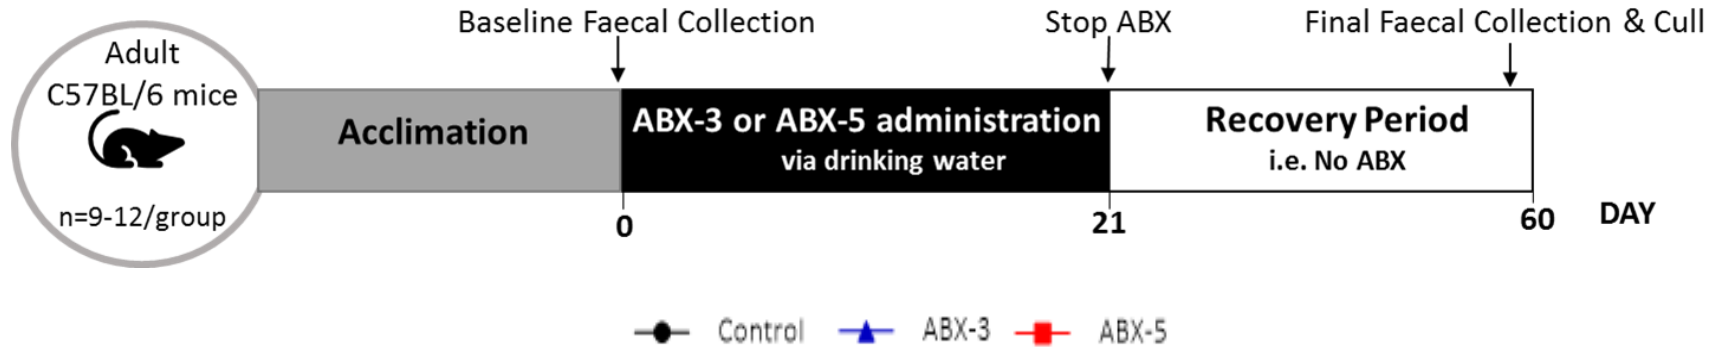 Baseline Faecal Collection
Stop ABX
Final Faecal Collection & Cull
Adult
C57BL/6 mice
n=9-12/group
Acclimation
ABX-3 or ABX-5 administration
via drinking water
Recovery Period
i.e. No ABX
0
21
60
DAY
Control
ABX-3
ABX-5